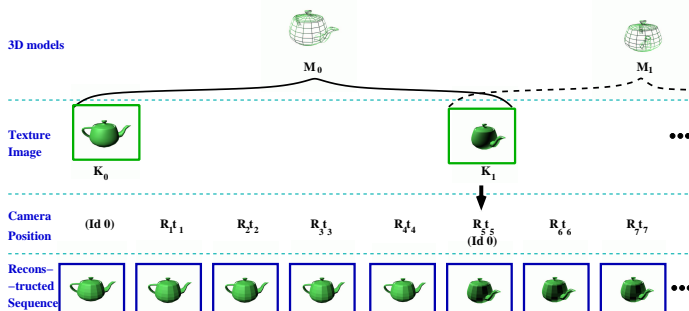 3D models
M0
M1
Texture
Image
K0
K1
•••
Camera
Position
(Id 0) R1t1 R2t2 R3t3 R4t4 R5t5 R6t6 R7t7
(Id 0)
Recons-
-tructed
Sequence
•••